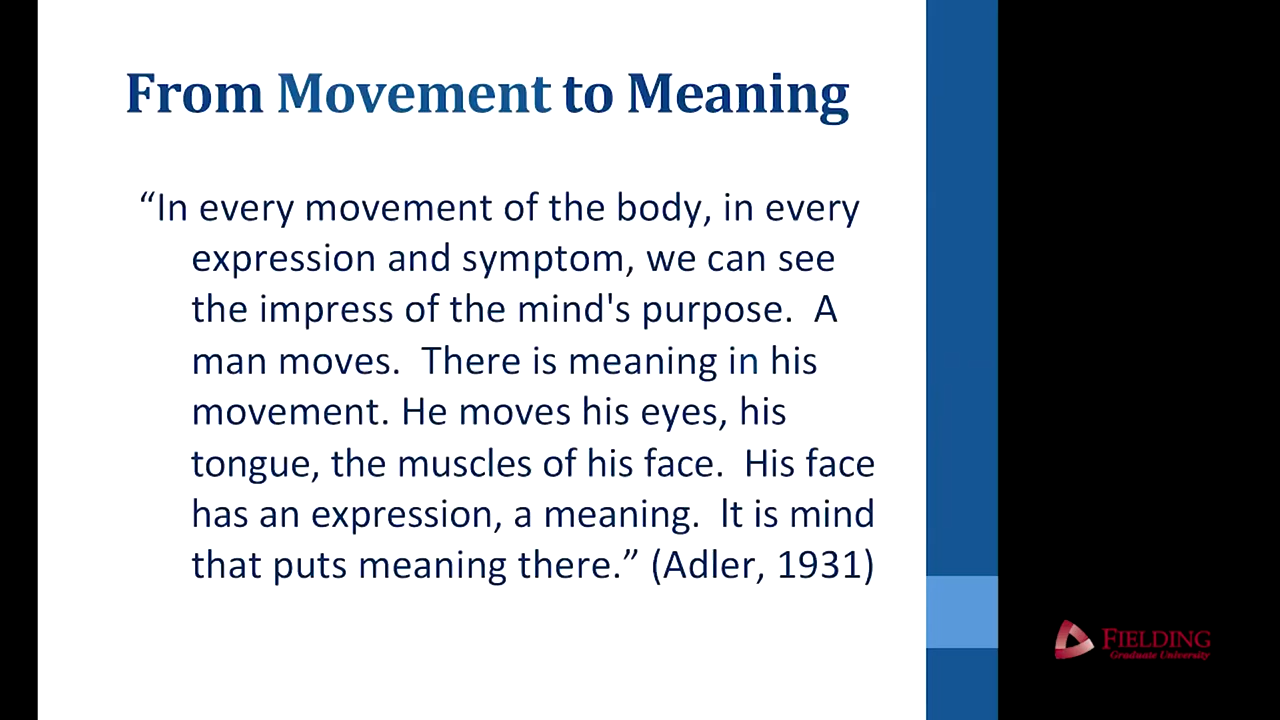 From Movement to Meaning
“In every movement of the body, in every
expression and symptom, we can see
the impress of the mind's purpose.  A
man moves.  There is meaning in his
movement. He moves his eyes, his
tongue, the muscles of his face.  His face
has an expression, a meaning.  It is mind
that puts meaning there.” (Adler, 1931)
FIELDING
Graduate University